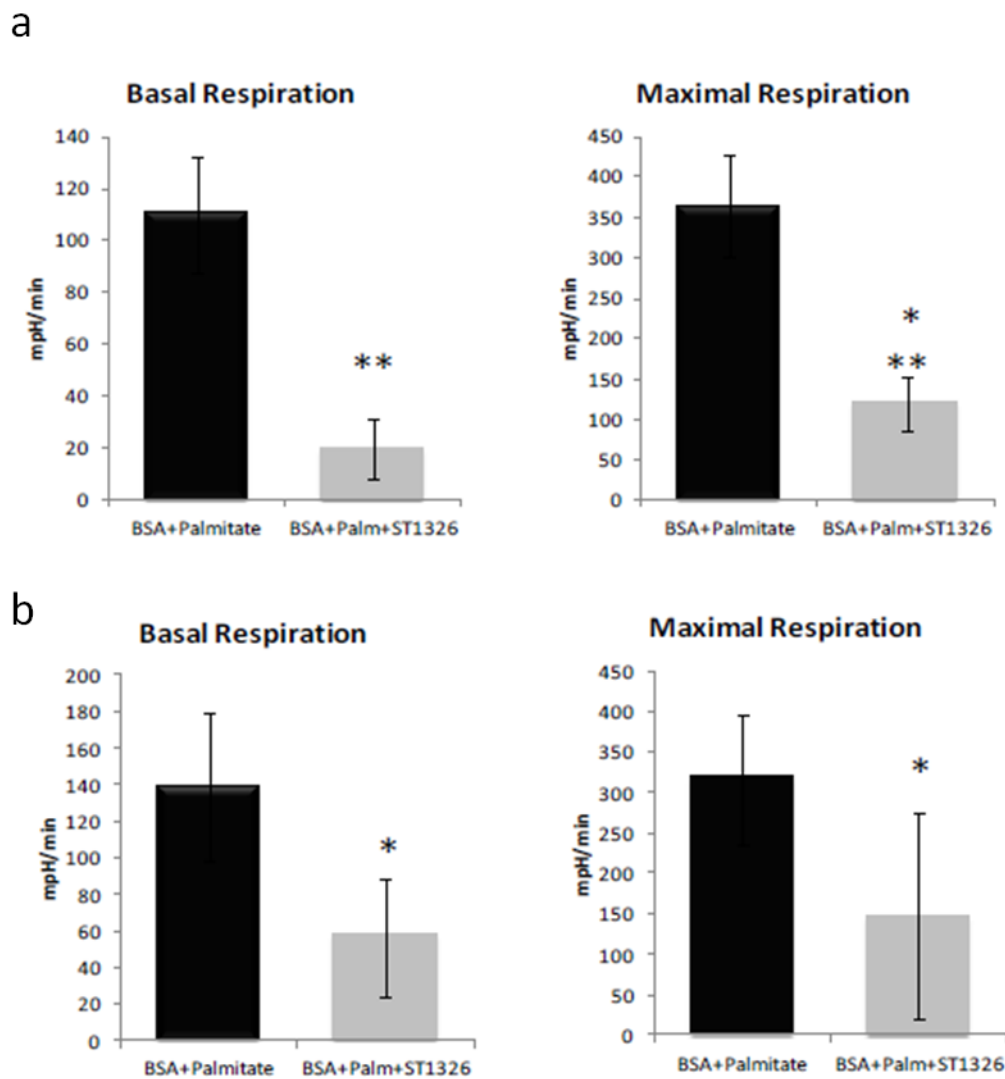 a
Basal Respiration
140
120
100
80
60
40
20
0
mpH/min
**
BSA+Palmitate
BSA+Palm+ST1326
Maximal Respiration
450
400
350
300
250
200
150
100
50
0
mpH/min
*
**
BSA+Palmitate
BSA+Palm+ST1326
b
Basal Respiration
200
180
160
140
120
100
80
60
40
20
0
mpH/min
*
BSA+Palmitate
BSA+Palm+ST1326
Maximal Respiration
450
400
350
300
250
200
150
100
50
0
mpH/min
*
BSA+Palmitate
BSA+Palm+ST1326